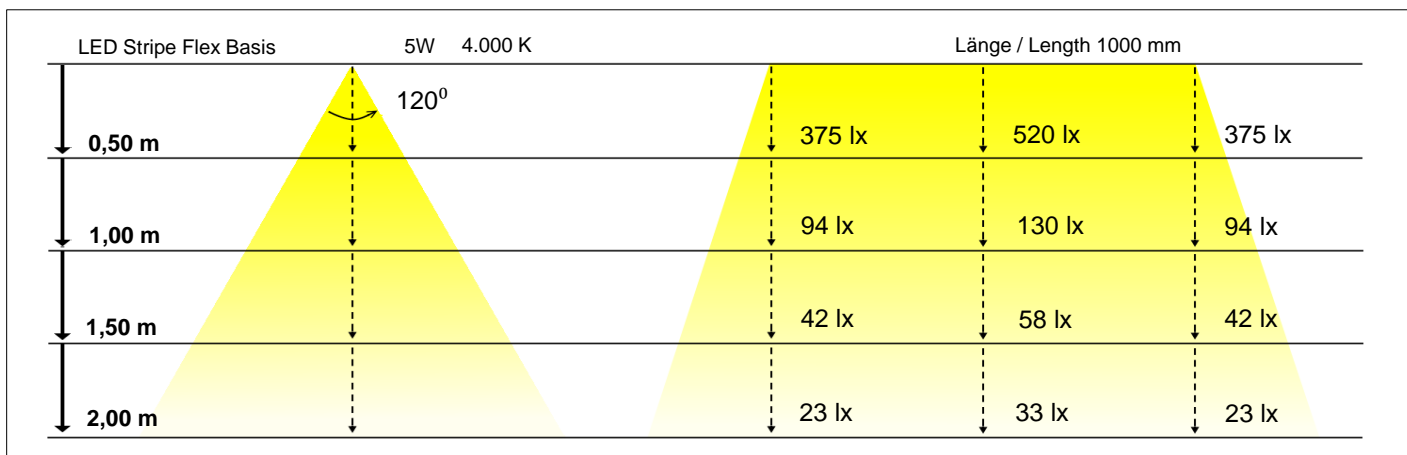 LED Stripe Flex Basis 5W 4.000 K Länge / Length 1000 mm
120⁰
0,50 m 375 lx 520 lx 375 lx
1,00 m 94 lx 130 lx 94 lx
1,50 m 42 lx 58 lx 42 lx
2,00 m 23 lx 33 lx 23 lx